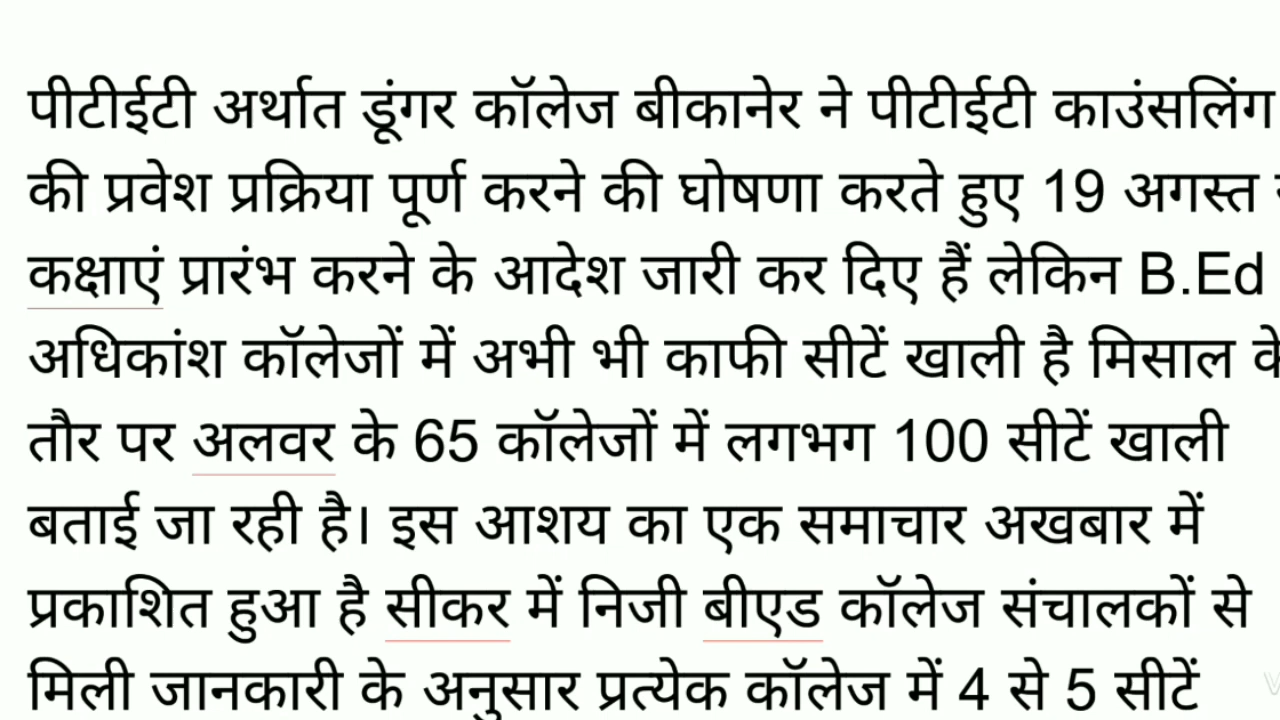 पीटीईटी अर्थात डूंगर कॉलेज बीकानेर ने पीटीईटी काउंसलिंग
की प्रवेश प्रक्रिया पूर्ण करने की घोषणा करते हुए 19 अगस्त
कक्षाएं प्रारंभ करने के आदेश जारी कर दिए हैं लेकिन B.Ed
अधिकांश कॉलेजों में अभी भी काफी सीटें खाली है मिसाल के
तौर पर अलवर के 65 कॉलेजों में लगभग 100 सीटें खाली
बताई जा रही है। इस आशय का एक समाचार अखबार में
प्रकाशित हुआ है सीकर में निजी बीएड कॉलेज संचालकों से
मिली जानकारी के अनुसार प्रत्येक कॉलेज में 4 से 5 सीटें